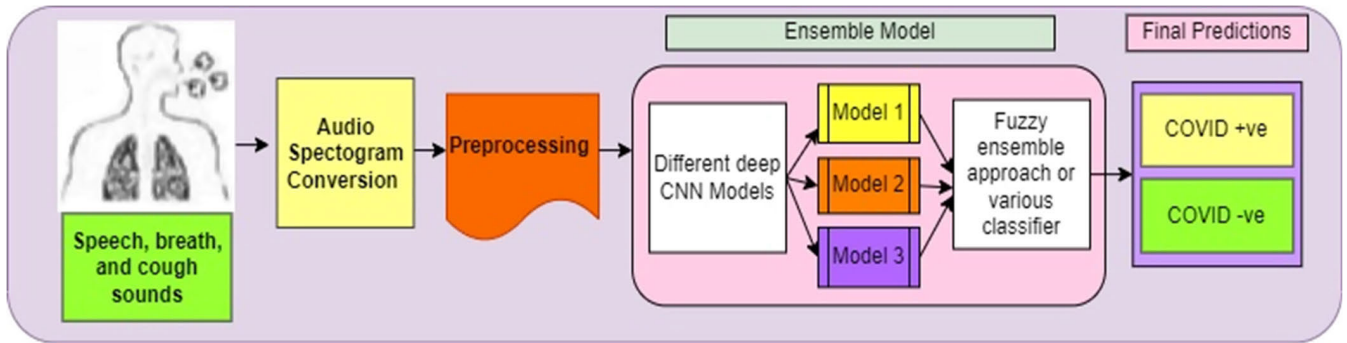 Ensemble Model
Final Predictions
Speech, breath,
and cough
sounds
Audio
Spectogram
Conversion
Preprocessing
Different deep
CNN Models
Model 1
Model 2
Model 3
Fuzzy
ensemble
approach or
various
classifier
COVID +ve
COVID -ve